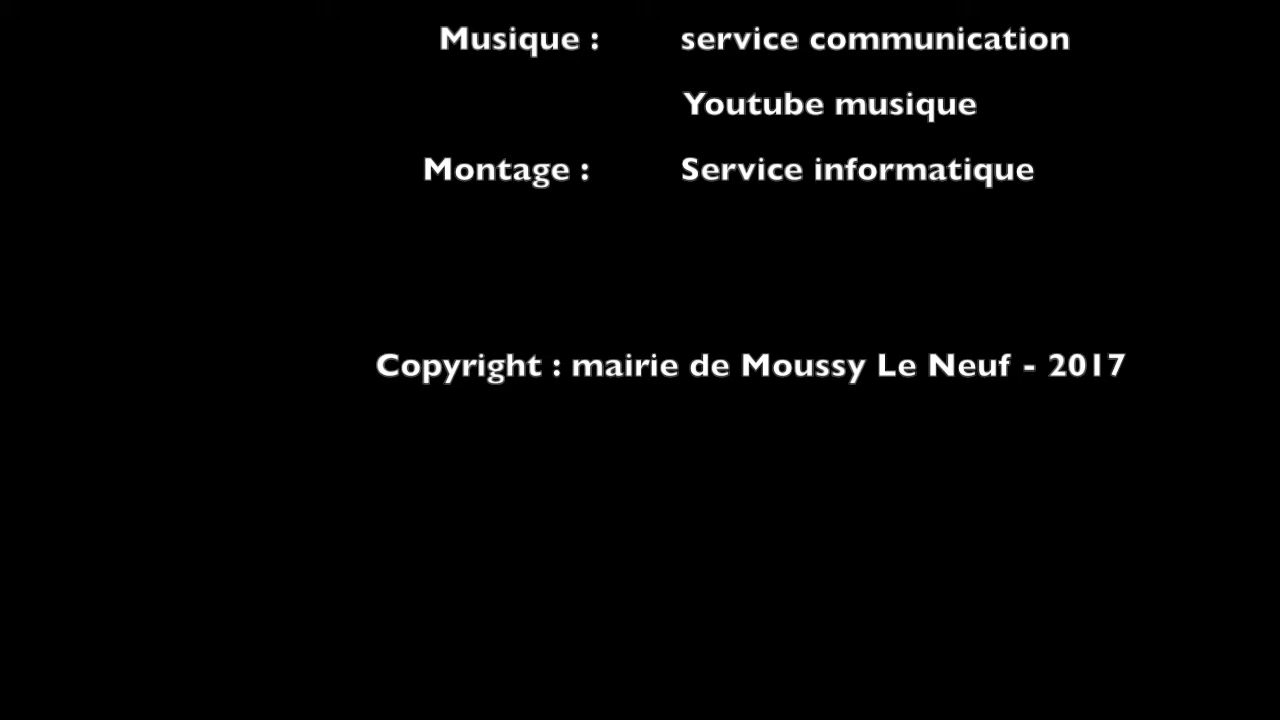 Musique : service communication
Youtube musique
Montage : Service informatique
Copyright : mairie de Moussy Le Neuf - 2017